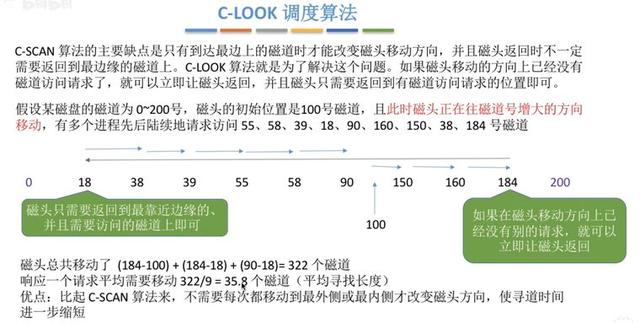 C-LOOK 调度算法
C-SCAN 算法的主要缺点是只有到达最边上的磁道时才能改变磁头移动方向，并且磁头返回时不一定
需要返回到最边缘的磁道上。C-LOOK 算法就是为了解决这个问题。如果磁头移动的方向上已经没有
磁道访问请求了，就可以立即让磁头返回，并且磁头只需要返回到有磁道访问请求的位置即可。
假设某磁盘的磁道为 0~200号，磁头的初始位置是100号磁道，且此时磁头正在往磁道号增大的方向
移动，有多个进程先后陆续地请求访问 55、58、39、18、90、160、150、38、184 号磁道
0 18 38 39 55 58 90 150 160 184 200
100
磁头只需要返回到最靠近边缘的、
并且需要访问的磁道上即可
如果在磁头移动方向上已
经没有别的请求，就可以
立即让磁头返回
磁头总共移动了 (184-100) + (184-18) + (90-18)= 322 个磁道
响应一个请求平均需要移动 322/9 = 35.8 个磁道（平均寻找长度）
优点：比起 C-SCAN 算法来，不需要每次都移动到最外侧或最内侧才改变磁头方向，使寻道时间
进一步缩短